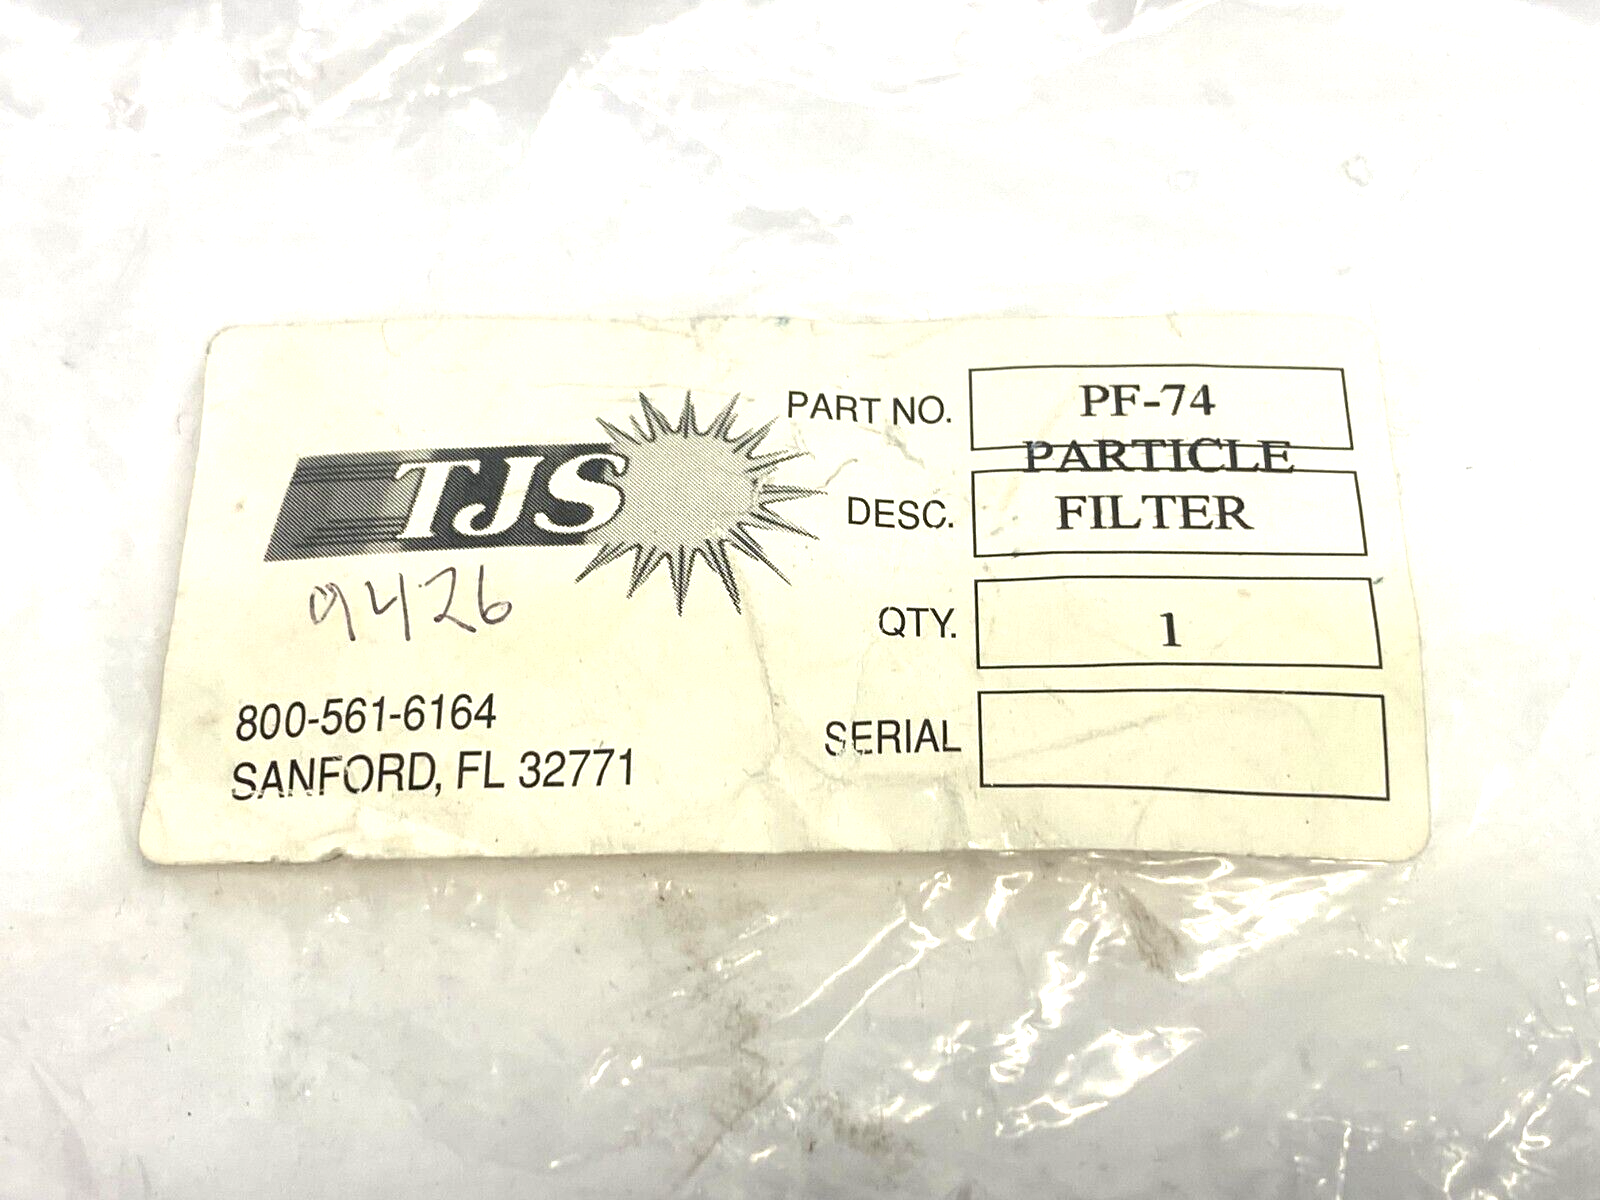 TJS
9426
800-561-6164
SANFORD, FL 32771
PART NO. PF-74
PARTICLE
DESC. FILTER
QTY. 1
SERIAL